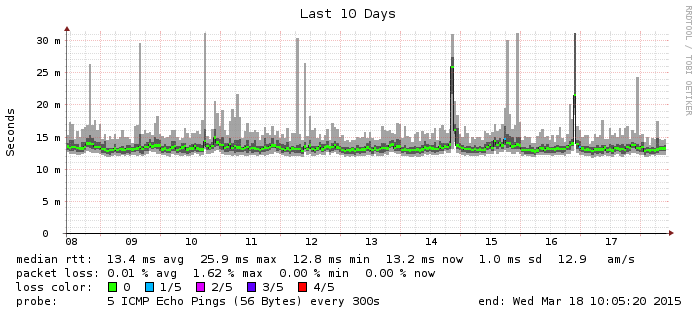 Last 10 Days
RRDTOOL / TOBI OETIKER
Seconds
30 m
25 m
20 m
15 m
10 m
5 m
0
08 09 10 11 12 13 14 15 16 17
median rtt: 13.4 ms avg 25.9 ms max 12.8 ms min 13.2 ms now 1.0 ms sd 12.9 am/s
packet loss: 0.01 % avg 1.62 % max 0.00 % min 0.00 % now
loss color: 0 1/5 2/5 3/5 4/5
probe: 5 ICMP Echo Pings (56 Bytes) every 300s end: Wed Mar 18 10:05:20 2015